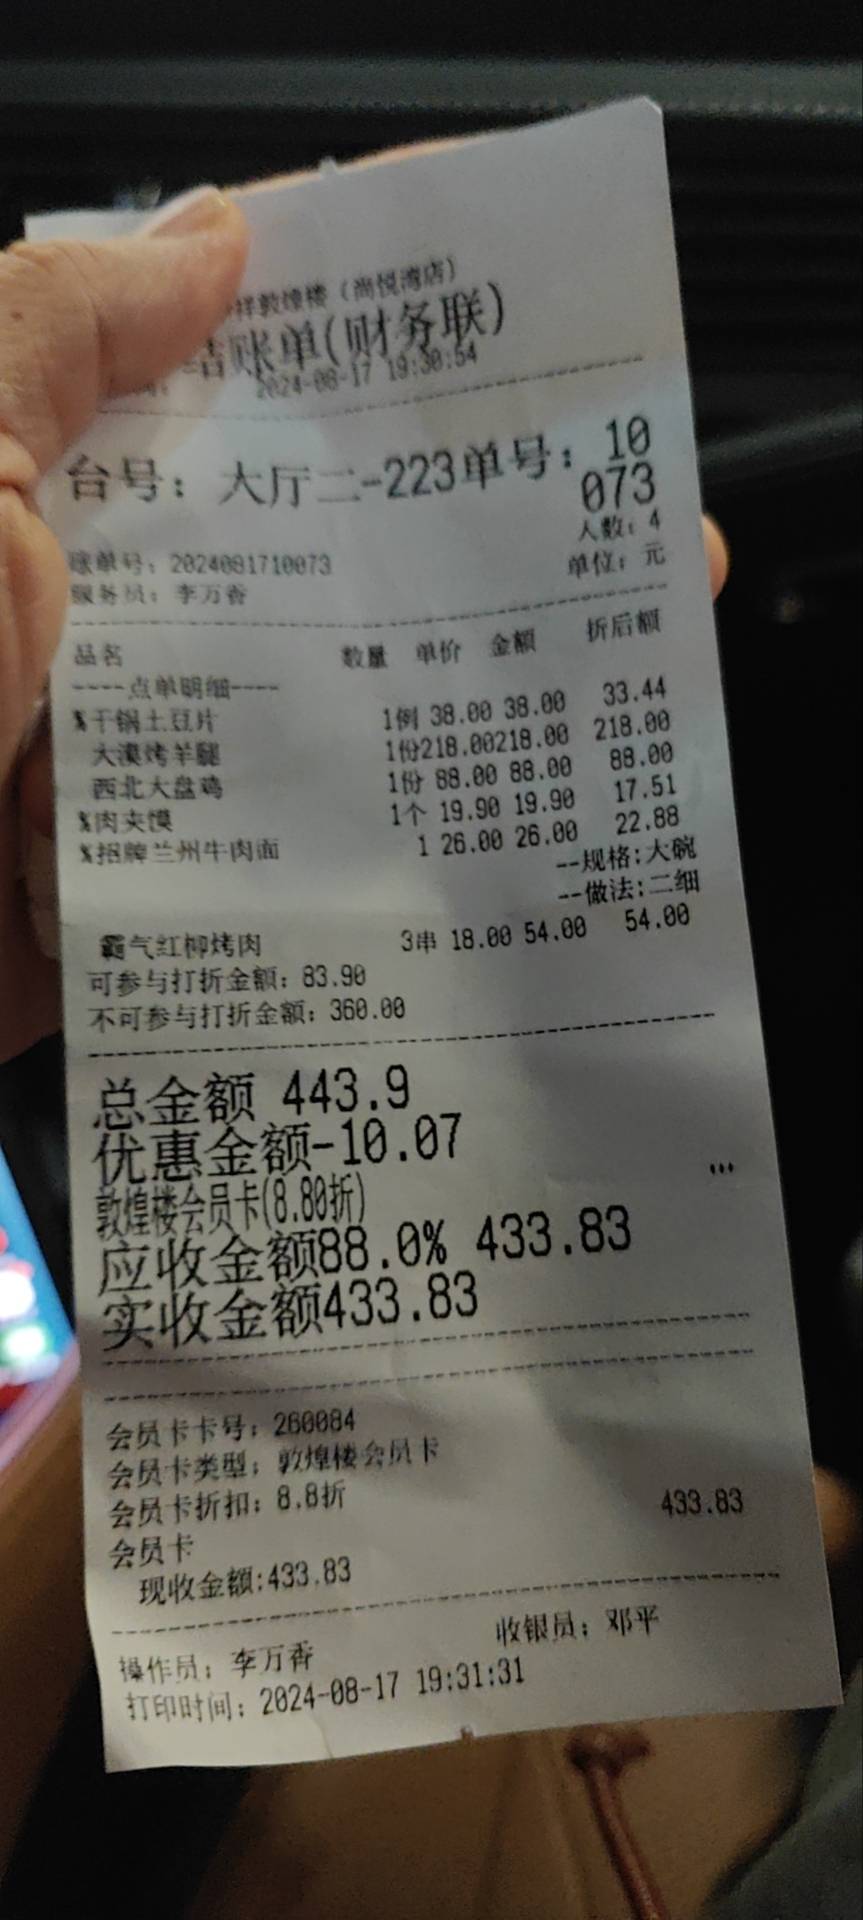 祥敦煌楼（尚悦湾店）
结账单(财务联)
2024-08-17 19:30:54
台号：大厅二-223单号：10
073
人数：4
账单号：2024081710073 单位：元
服务员：李万香
品名 数量 单价 金额 折后额
----点单明细----
%干锅土豆片 1例 38.00 38.00 33.44
大漠烤羊腿 1份218.00218.00 218.00
西北大盘鸡 1份 88.00 88.00 88.00
%肉夹馍 1个 19.90 19.90 17.51
%招牌兰州牛肉面 1 26.00 26.00 22.88
--规格:大碗
--做法:二细
霸气红柳烤肉 3串 18.00 54.00 54.00
可参与打折金额：83.90
不可参与打折金额：360.00
总金额 443.9
优惠金额-10.07
敦煌楼会员卡(8.80折) ...
应收金额88.0% 433.83
实收金额433.83
会员卡卡号：260084
会员卡类型：敦煌楼会员卡
会员卡折扣：8.8折
会员卡 433.83
现收金额:433.83
操作员：李万香 收银员：邓平
打印时间：2024-08-17 19:31:31